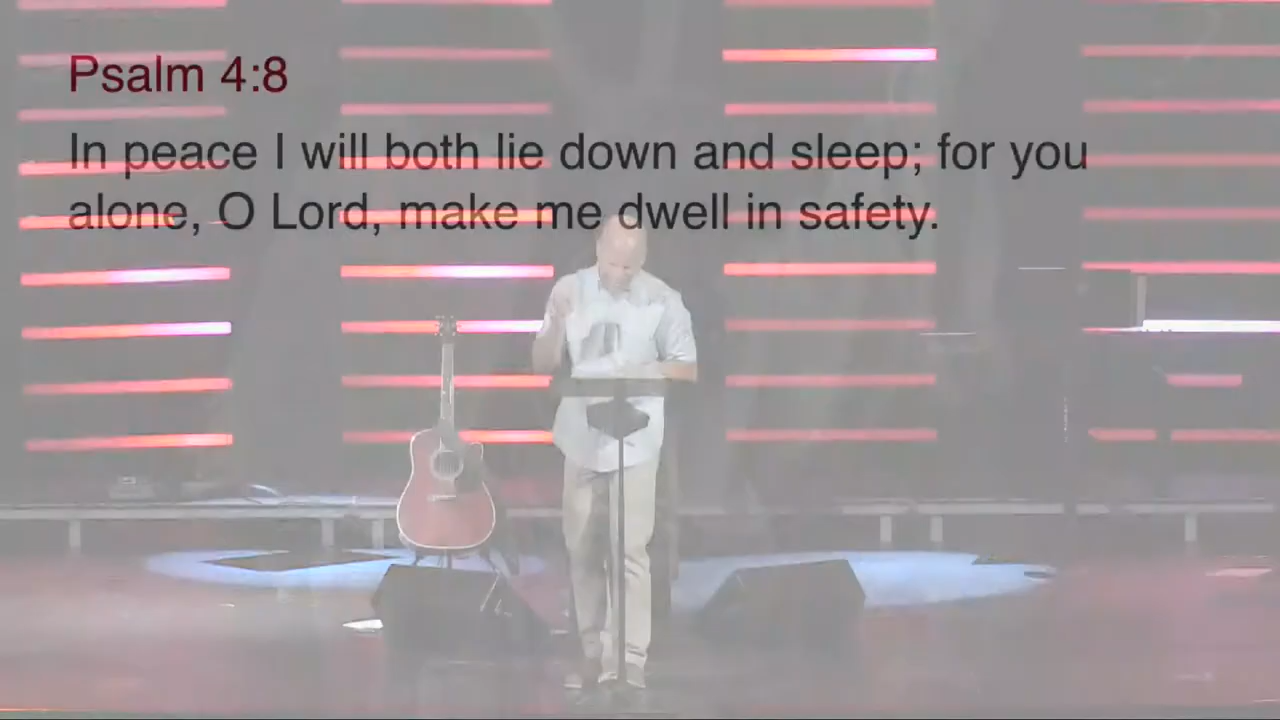 Psalm 4:8
In peace I will both lie down and sleep; for you
alone, O Lord, make me dwell in safety.